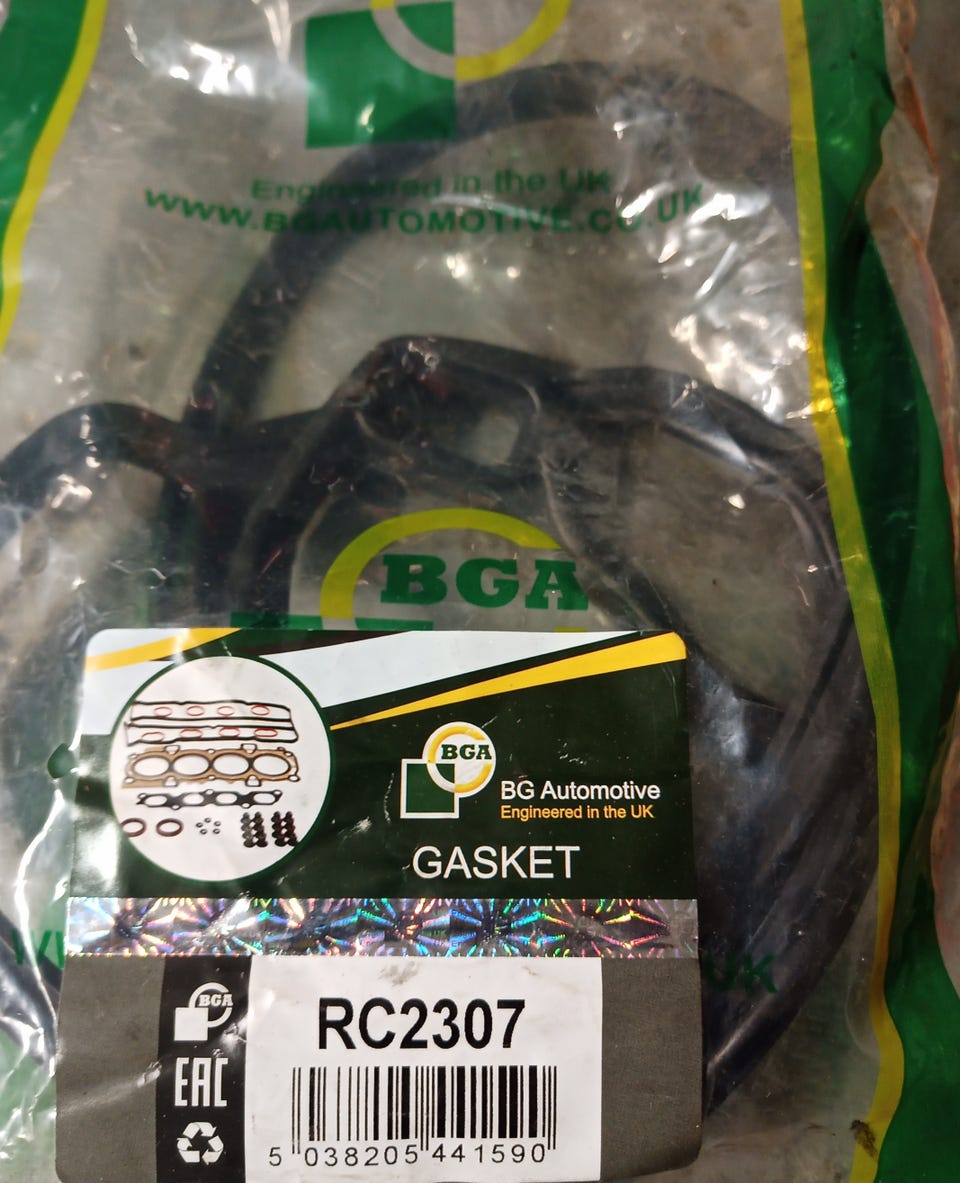 Engineered in the UK
WWW.BGAUTOMOTIVE.CO.UK
BGA
BGA
BG Automotive
Engineered in the UK
GASKET
UK
BGA
RC2307
EAC
5 038205 441590